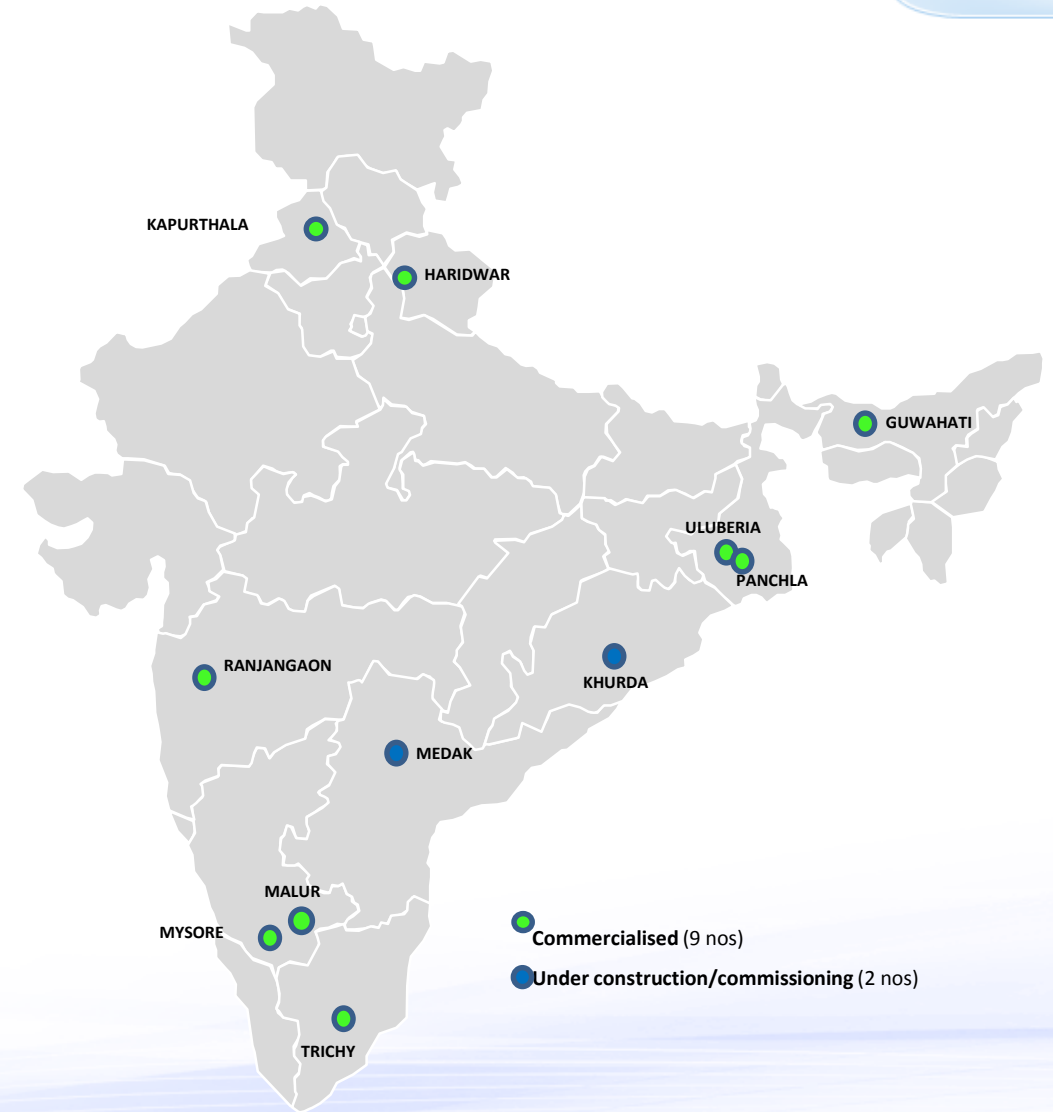 KAPURTHALA
HARIDWAR
GUWAHATI
ULUBERIA
PANCHLA
RANJANGAON
KHURDA
MEDAK
MALUR
MYSORE
Commercialised (9 nos)
Under construction/commissioning (2 nos)
TRICHY